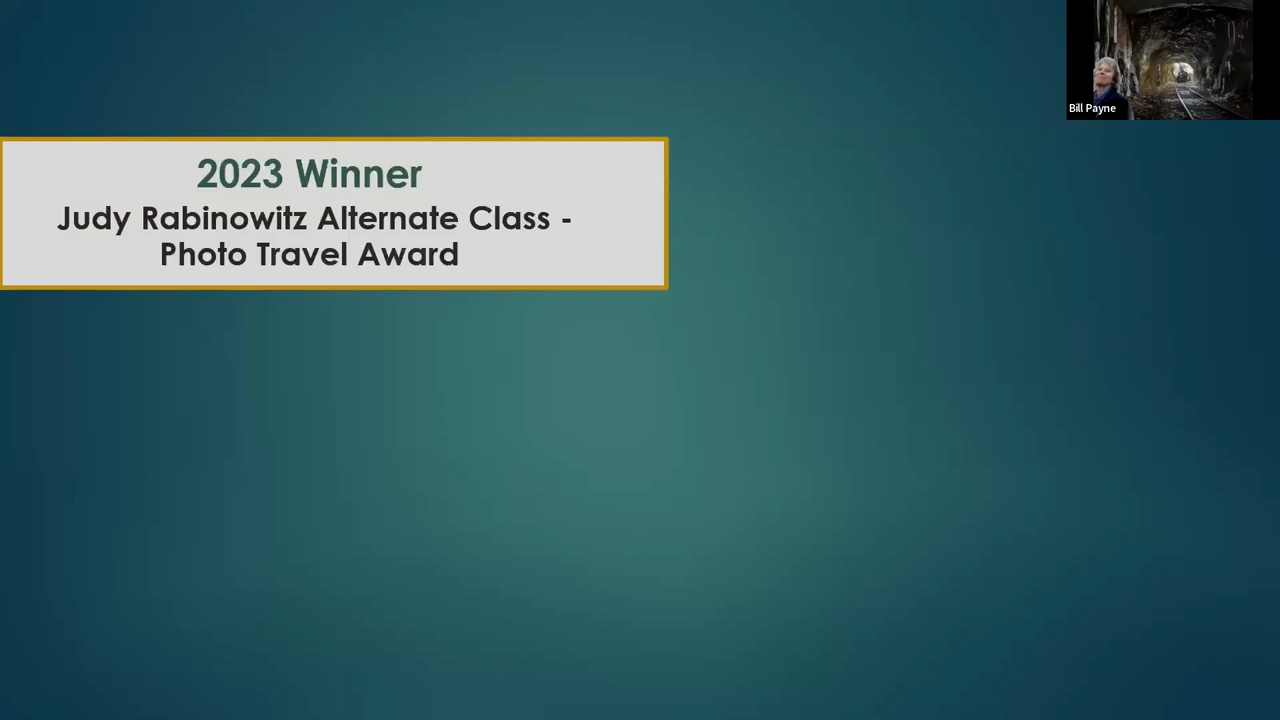 Bill Payne
2023 Winner
Judy Rabinowitz Alternate Class -
Photo Travel Award